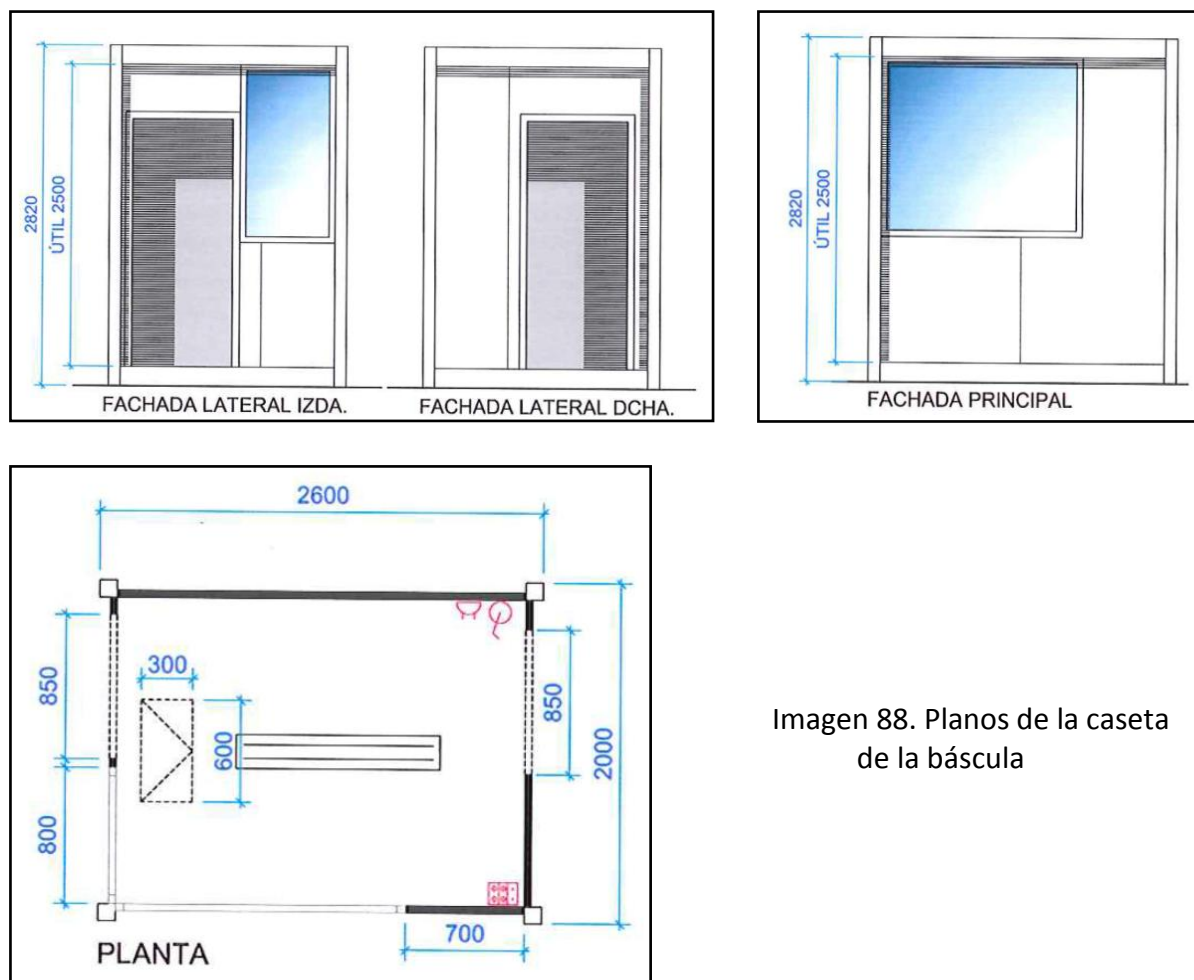 2820
ÚTIL 2500
FACHADA LATERAL IZDA.
FACHADA LATERAL DCHA.
2820
ÚTIL 2500
FACHADA PRINCIPAL
2600
850
300
600
850
2000
800
700
PLANTA
Imagen 88. Planos de la caseta
de la báscula